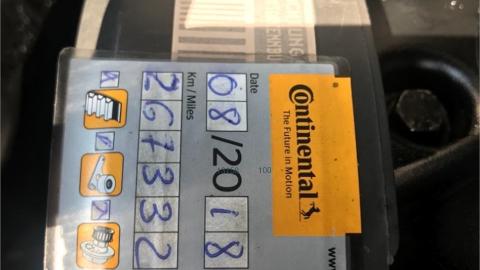 Continental
The Future in Motion
Date
08/2018
Km / Miles
267332
www
100